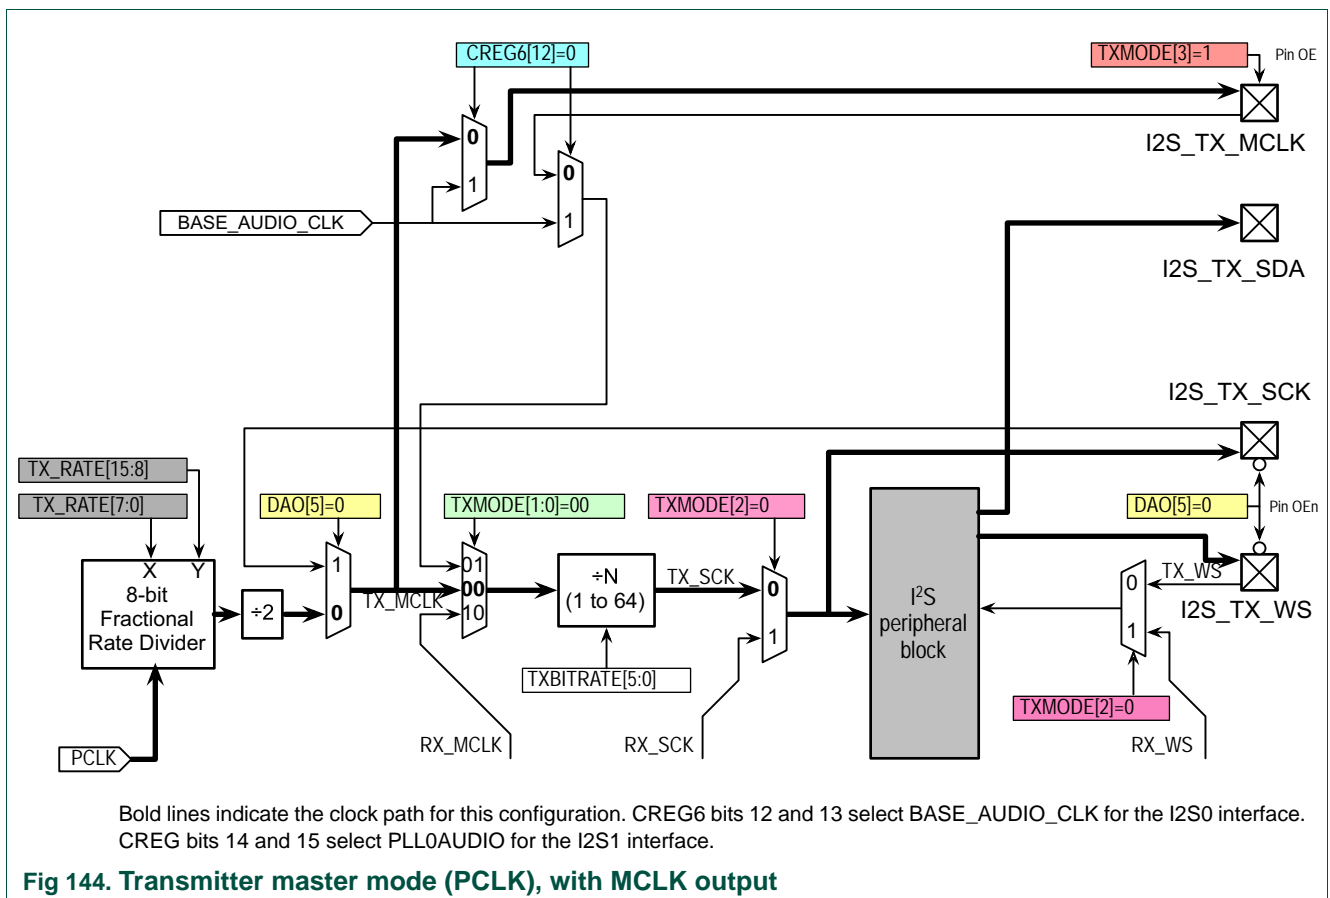 CREG6[12]=0
TXMODE[3]=1
Pin OE
0
1
I2S_TX_MCLK
0
1
BASE_AUDIO_CLK
I2S_TX_SDA
I2S_TX_SCK
TX_RATE[15:8]
TX_RATE[7:0]
DAO[5]=0
TXMODE[1:0]=00
TXMODE[2]=0
DAO[5]=0
Pin OEn
X Y
8-bit
Fractional
Rate Divider
÷2
1
0
TX_MCLK
01
00
10
÷N
(1 to 64)
TX_SCK
0
1
I²S
peripheral
block
TX_WS
0
1
I2S_TX_WS
TXBITRATE[5:0]
TXMODE[2]=0
PCLK
RX_MCLK
RX_SCK
RX_WS
Bold lines indicate the clock path for this configuration. CREG6 bits 12 and 13 select BASE_AUDIO_CLK for the I2S0 interface.
CREG bits 14 and 15 select PLL0AUDIO for the I2S1 interface.
Fig 144. Transmitter master mode (PCLK), with MCLK output